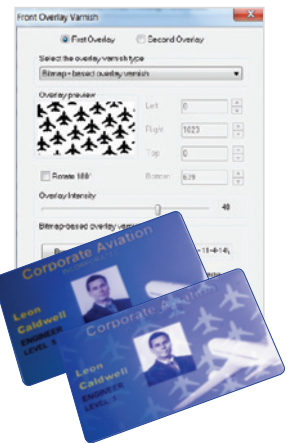 Front Overlay Varnish
First Overlay Second Overlay
Select the overlay varnish type
Bitmap - based overlay varnish
Overlay preview
Left 0
Right 1023
Top 0
Rotate 180°
Bottom 639
Overlay Intensity
40
Bitmap-based overlay
Corporate Aviation
Leon
Caldwell
ENGINEER
LEVEL 5
Corporate Aviation
Leon
Caldwell
ENGINEER
LEVEL 5